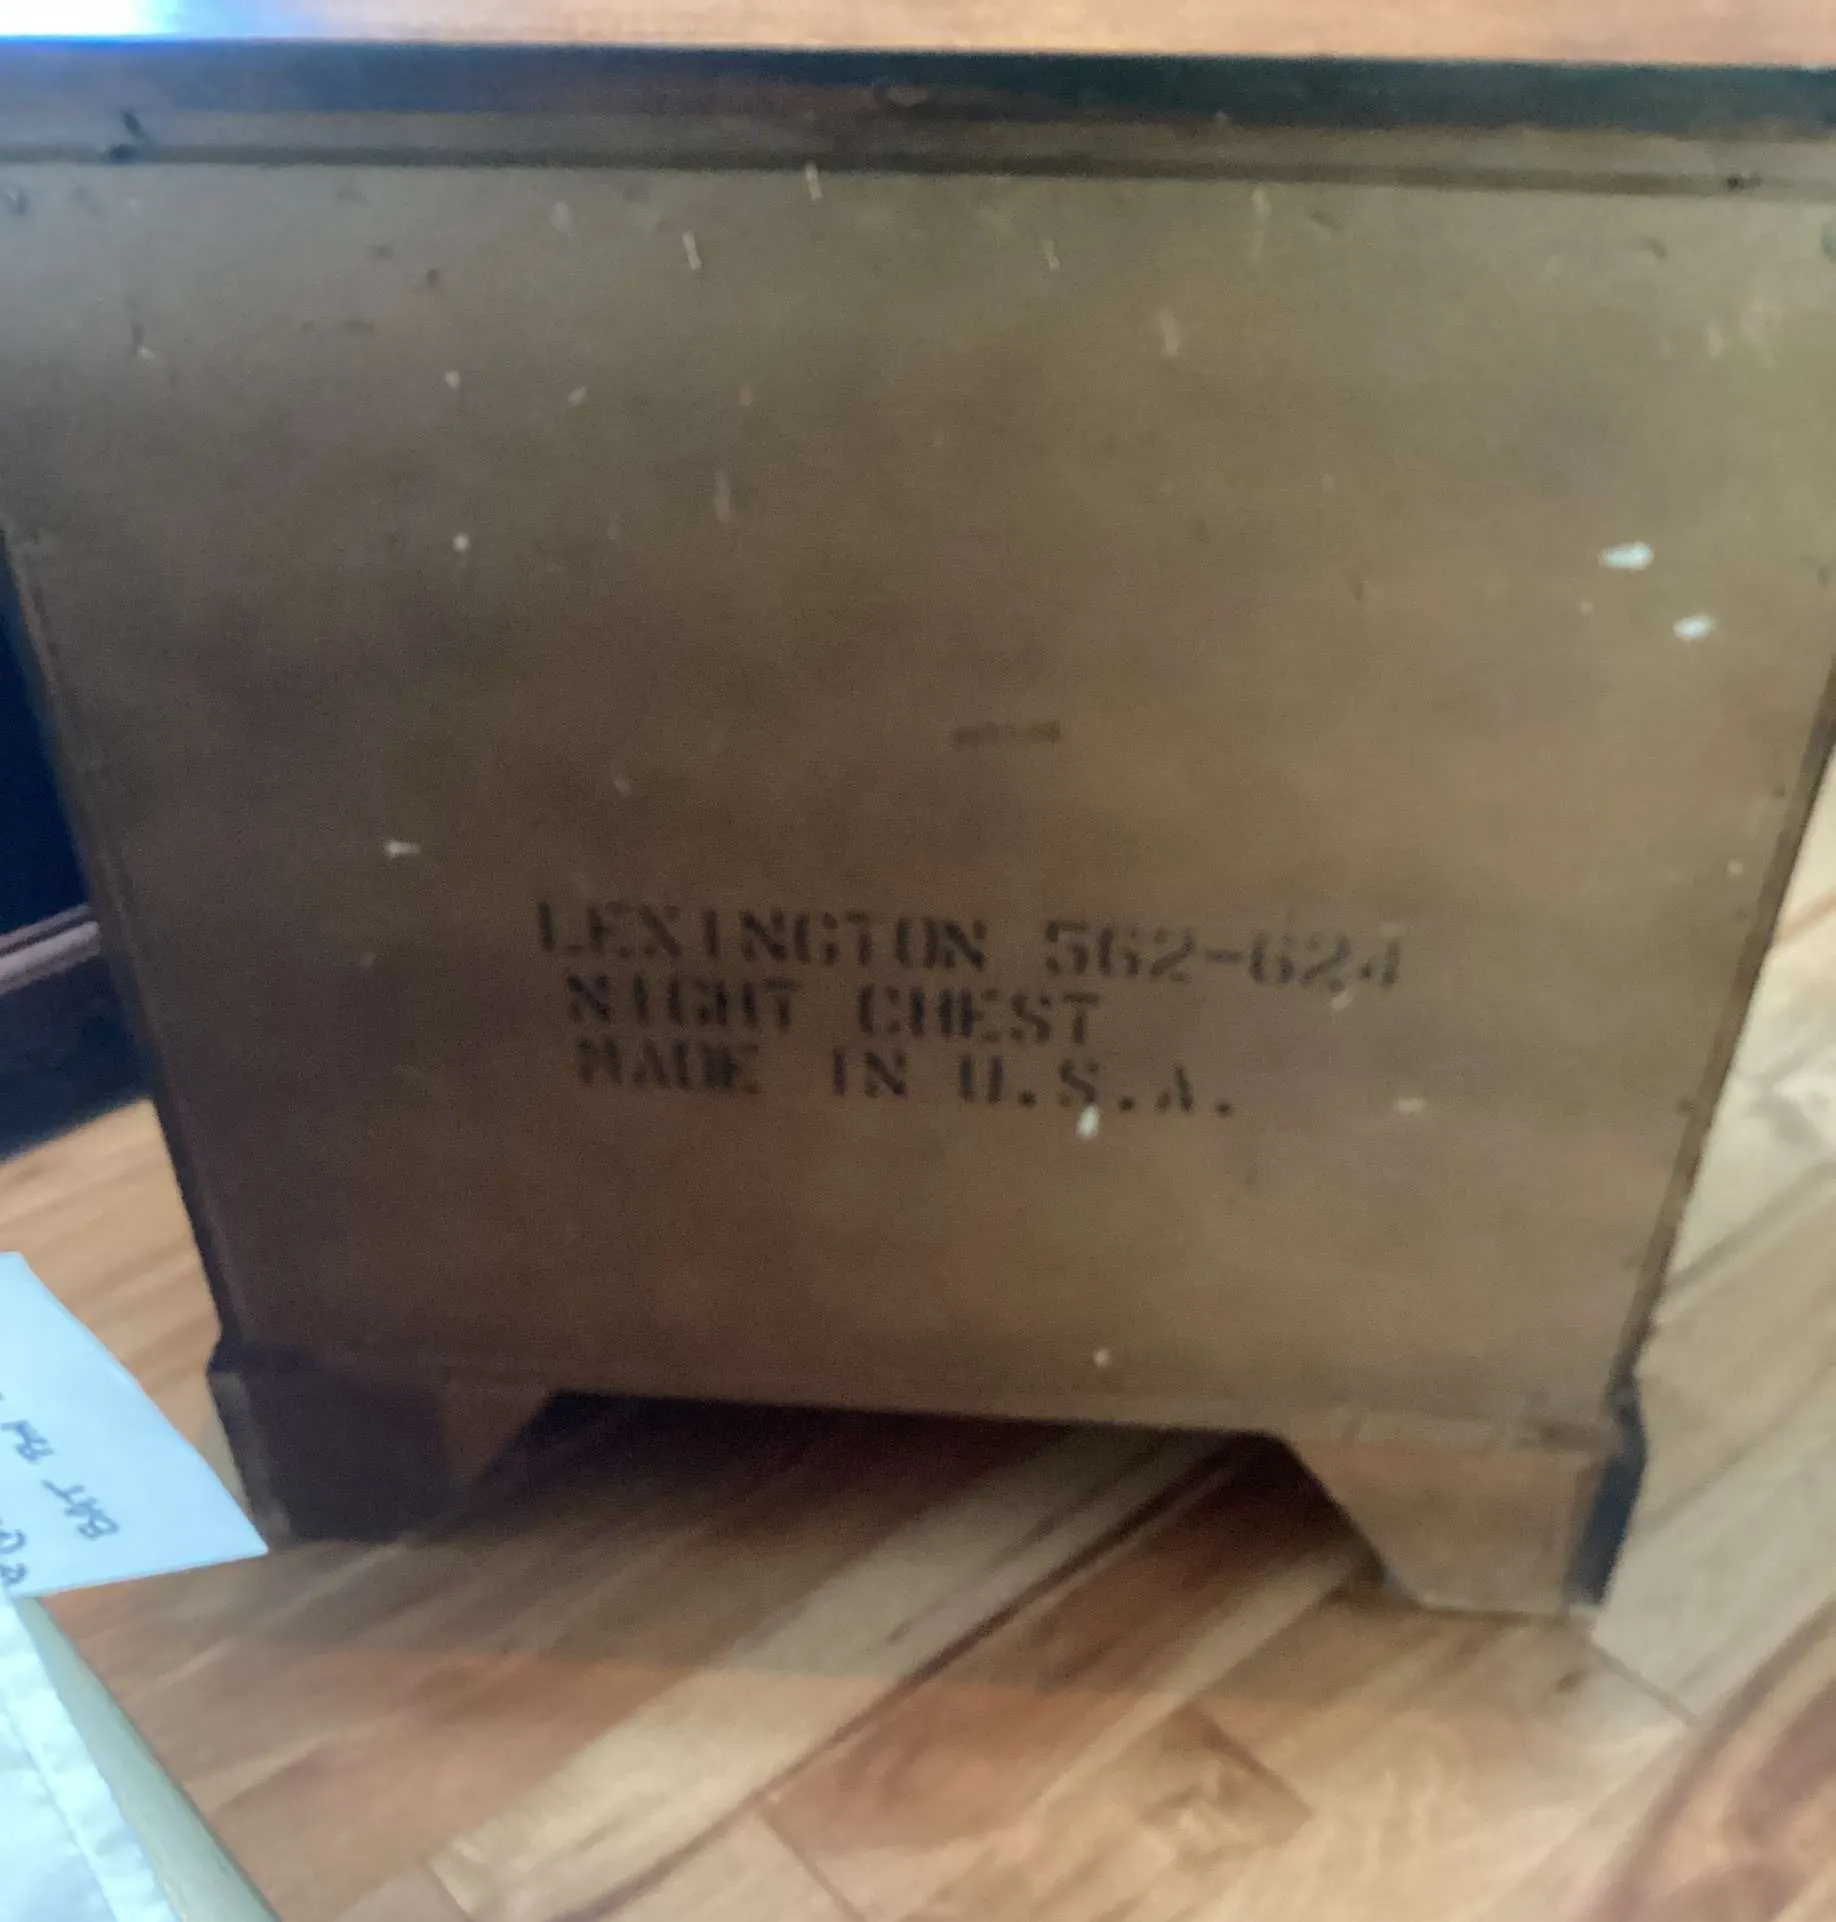 LEXINGTON 562-624
NIGHT CHEST
MADE IN U.S.A.